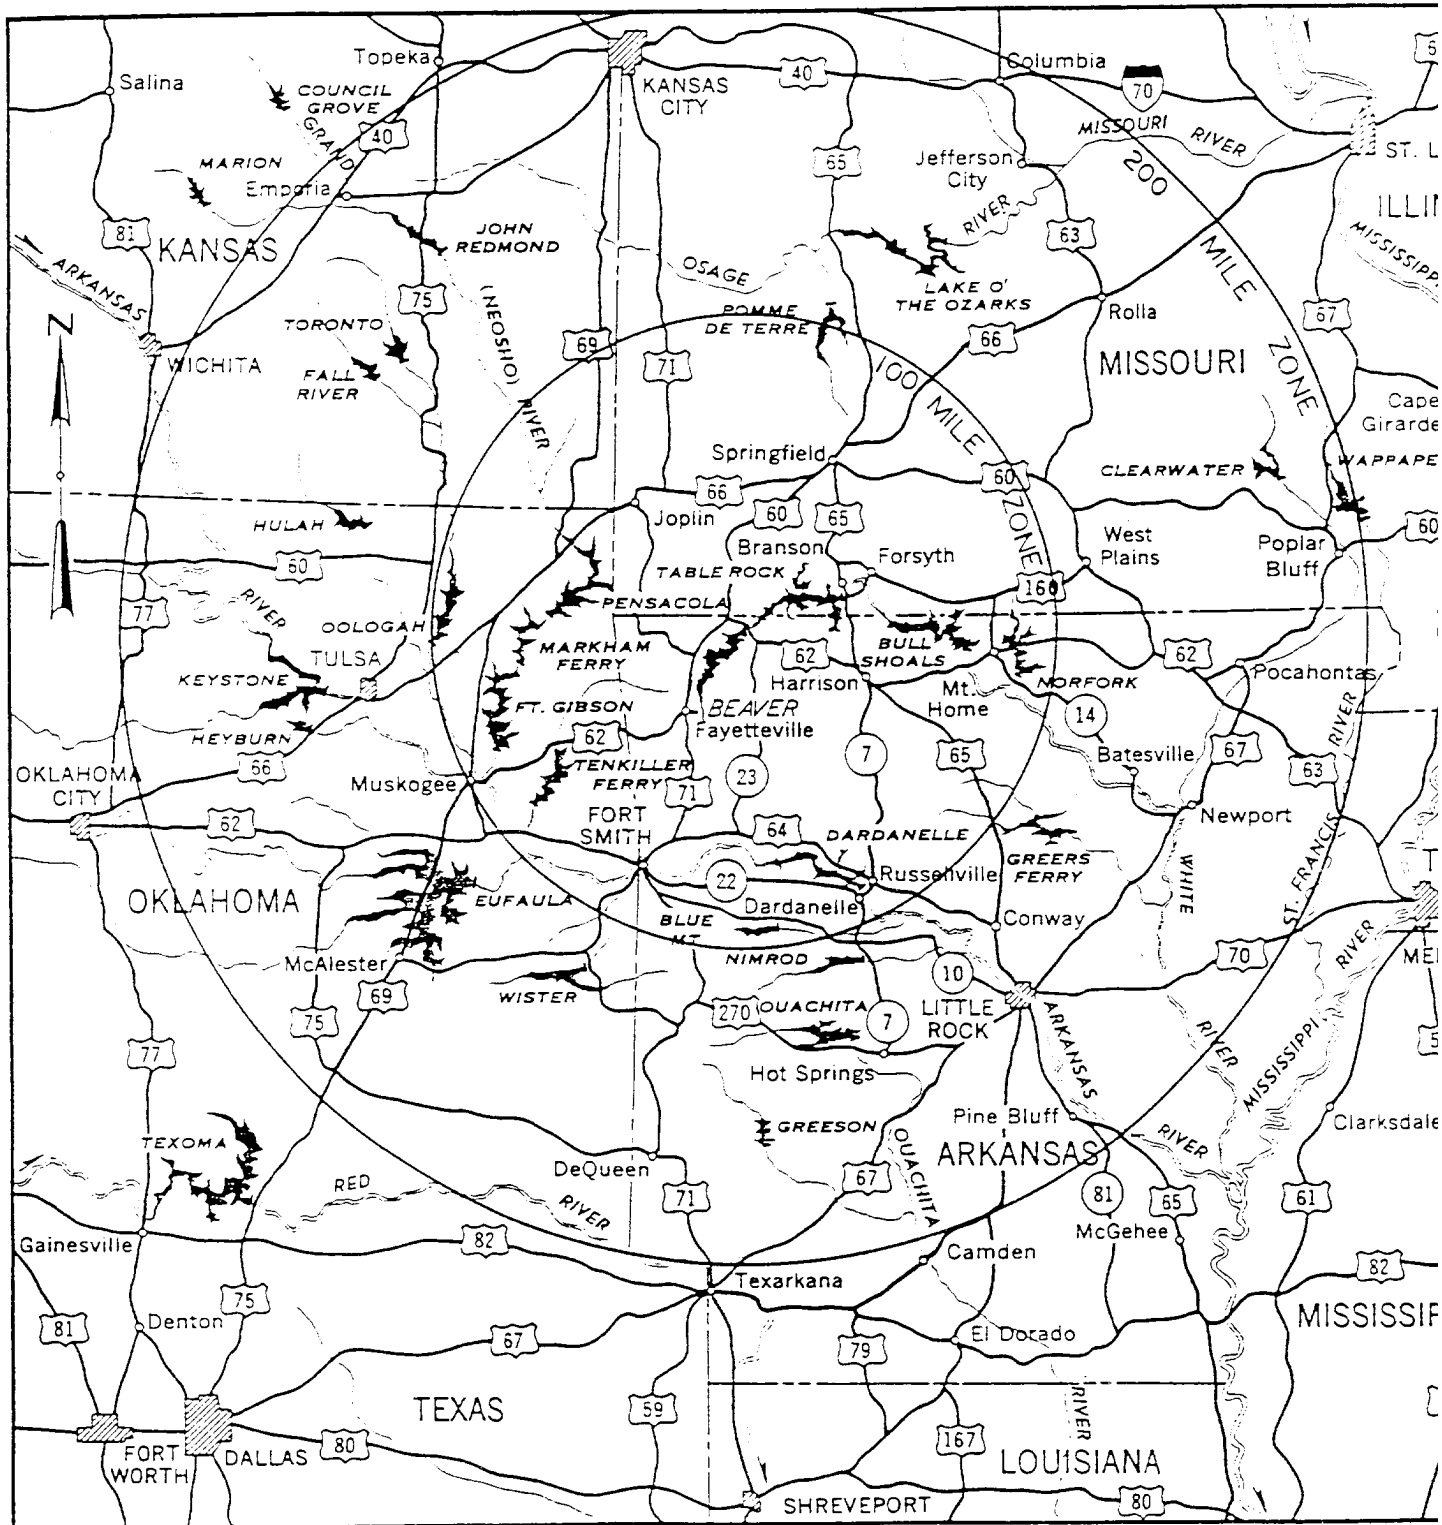 Salina
Topeka
COUNCIL
GROVE
GRAND
40
KANSAS
CITY
40
Columbia
70
MISSOURI
RIVER
ST. L
ILLIN
MARION
Emporia
65
Jefferson
City
200
MILE
ZONE
81
KANSAS
JOHN
REDMOND
OSAGE
RIVER
63
MISSISSIPP
ARKANSAS
75
(NEOSHO)
RIVER
LAKE O'
THE OZARKS
POMME
DE TERRE
Rolla
67
N
TORONTO
WICHITA
FALL
RIVER
69
71
66
MISSOURI
100
MILE
ZONE
Cape
Girarde
Springfield
CLEARWATER
WAPPAPE
66
Joplin
60
65
60
HULAH
60
60
Branson
Forsyth
West
Plains
Poplar
Bluff
TABLE ROCK
160
77
RIVER
OOLOGAH
PENSACOLA
TULSA
MARKHAM
FERRY
62
BULL
SHOALS
62
KEYSTONE
Harrison
Mt.
Home
NORFORK
Pocahontas
FT. GIBSON
BEAVER
Fayetteville
14
HEYBURN
62
7
65
Batesville
67
RIVER
63
66
OKLAHOMA
CITY
Muskogee
TENKILLER
FERRY
71
23
Newport
62
FORT
SMITH
64
DARDANELLE
GREERS
FERRY
WHITE
ST. FRANCIS
T
OKLAHOMA
EUFAULA
22
Russellville
Dardanelle
BLUE
MT
Conway
RIVER
McAlester
NIMROD
10
70
MEM
WISTER
69
75
270
OUACHITA
7
LITTLE
ROCK
ARKANSAS
RIVER
MISSISSIPPI
77
Hot Springs
5
TEXOMA
GREESON
Pine Bluff
RIVER
Clarksdale
ARKANSAS
DeQueen
OUACHITA
RED
RIVER
67
71
81
65
61
Gainesville
82
McGehee
Camden
82
Texarkana
75
81
Denton
67
El Dorado
MISSISSIP
79
TEXAS
59
RIVER
167
FORT
WORTH
DALLAS
80
LOUISIANA
SHREVEPORT
80